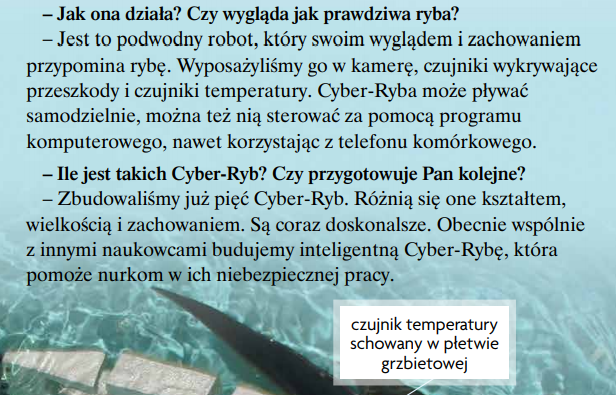 – Jak ona działa? Czy wygląda jak prawdziwa ryba?
– Jest to podwodny robot, który swoim wyglądem i zachowaniem
przypomina rybę. Wyposażyliśmy go w kamerę, czujniki wykrywające
przeszkody i czujniki temperatury. Cyber-Ryba może pływać
samodzielnie, można też nią sterować za pomocą programu
komputerowego, nawet korzystając z telefonu komórkowego.
– Ile jest takich Cyber-Ryb? Czy przygotowuje Pan kolejne?
– Zbudowaliśmy już pięć Cyber-Ryb. Różnią się one kształtem,
wielkością i zachowaniem. Są coraz doskonalsze. Obecnie wspólnie
z innymi naukowcami budujemy inteligentną Cyber-Rybę, która
pomoże nurkom w ich niebezpiecznej pracy.
czujnik temperatury
schowany w płetwie
grzbietowej